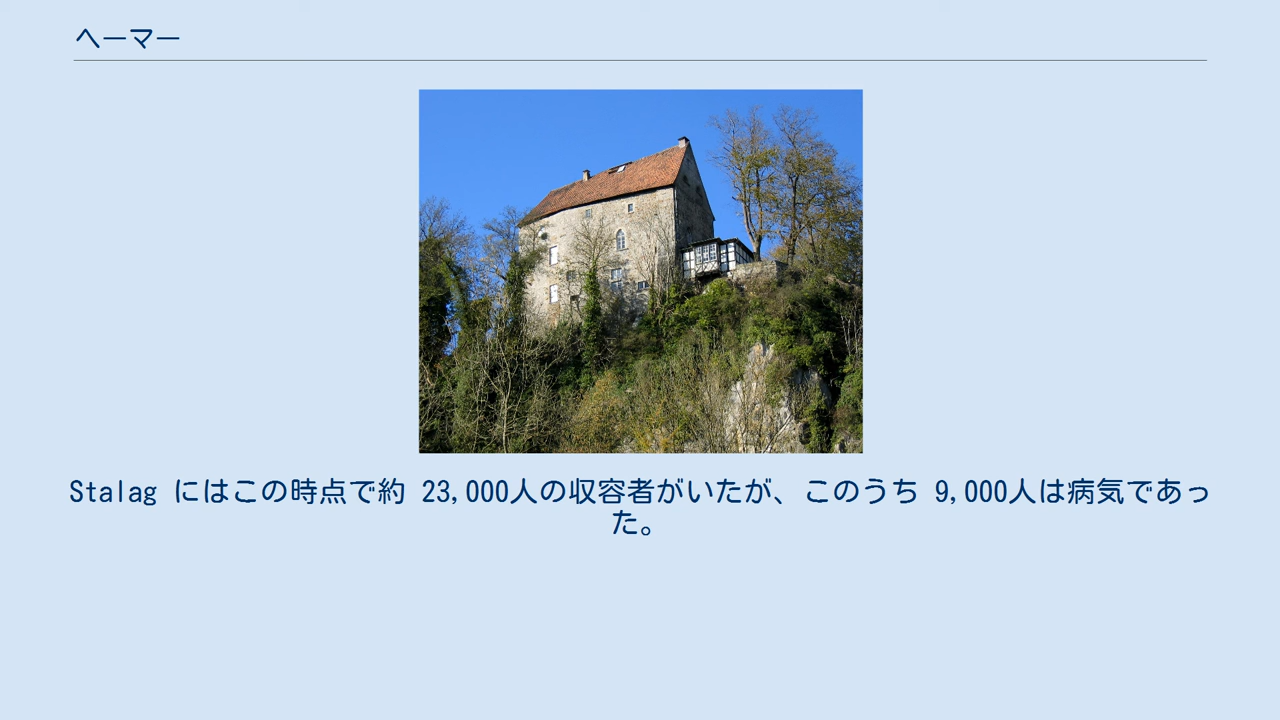 ヘーマー
Stalag にはこの時点で約 23,000人の収容者がいたが、このうち 9,000人は病気であっ
た。